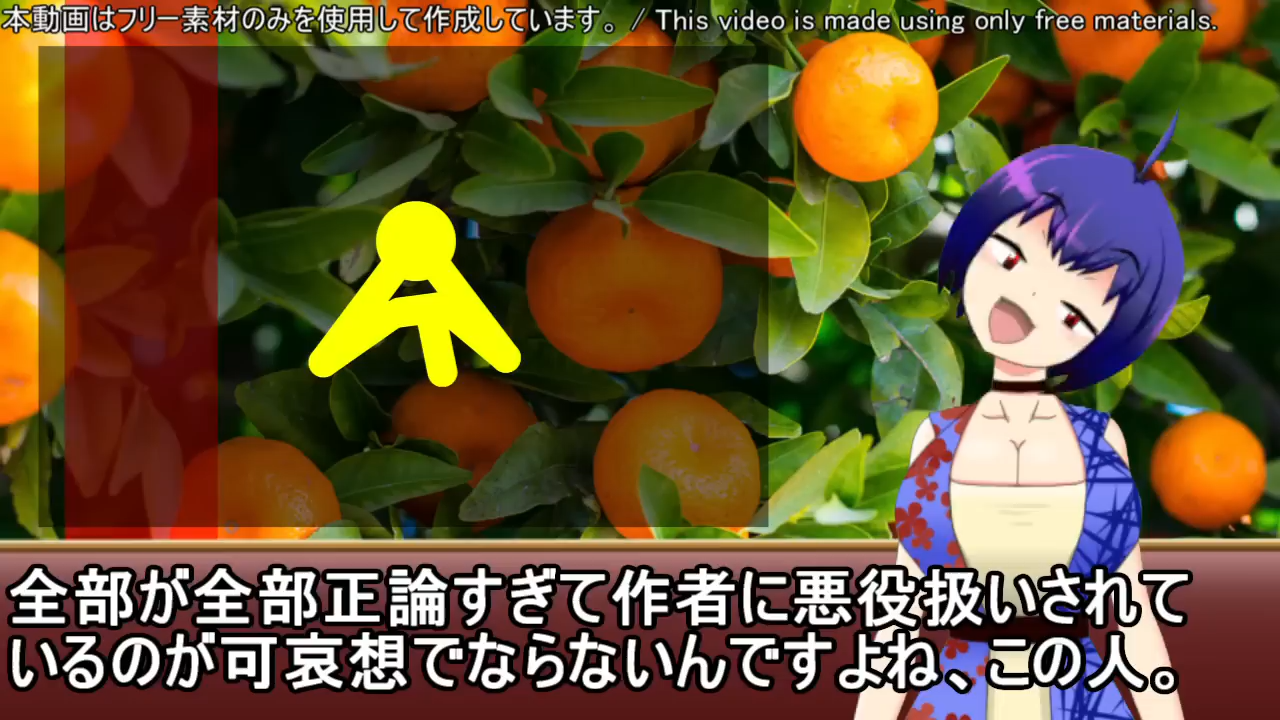 本動画はフリー素材のみを使用して作成しています。 / This video is made using only free materials.
全部が全部正論すぎて作者に悪役扱いされて
いるのが可哀想でならないんですよね、この人。